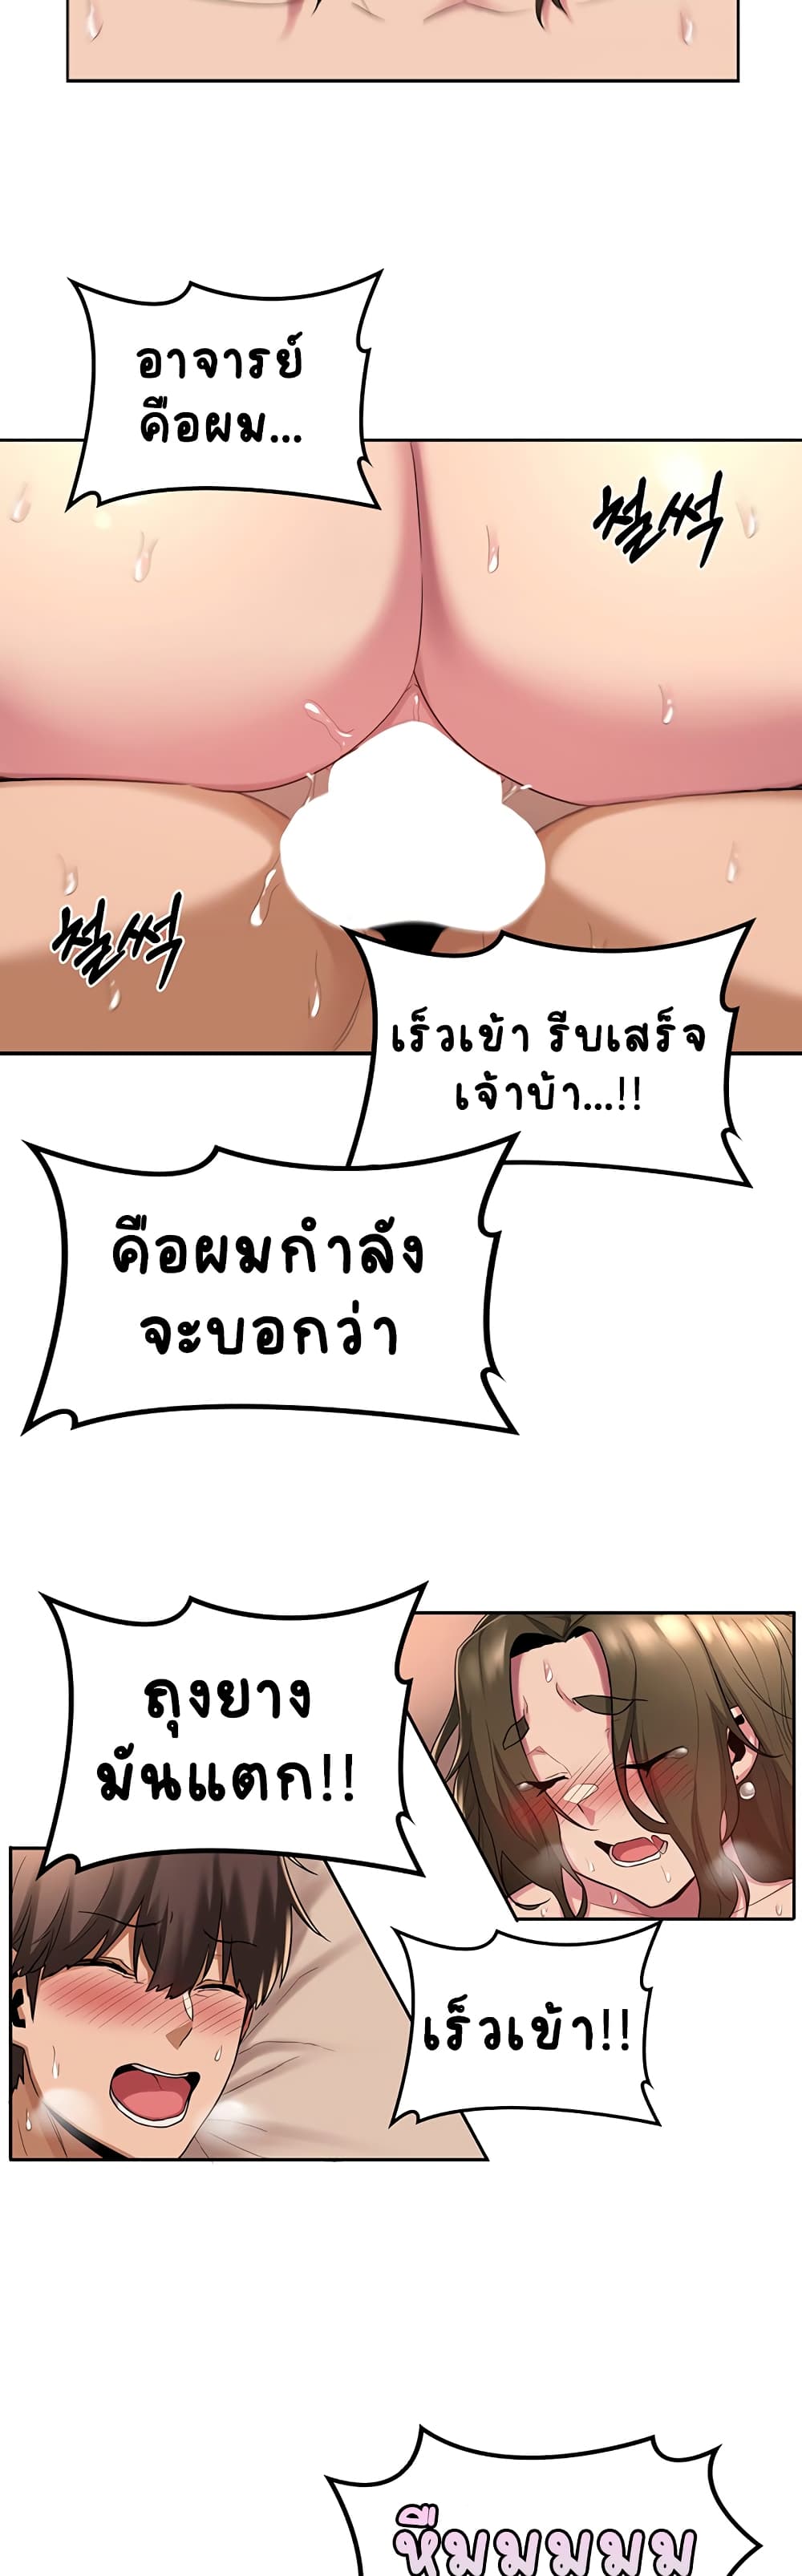 อาจารย์
คือผม...
철썩
철썩
เร็วเข้า รีบเสร็จ
เจ้าบ้า...!!
คือผมกำลัง
จะบอกว่า
ถุงยาง
มันแตก!!
เร็วเข้า!!
หืมมมมม